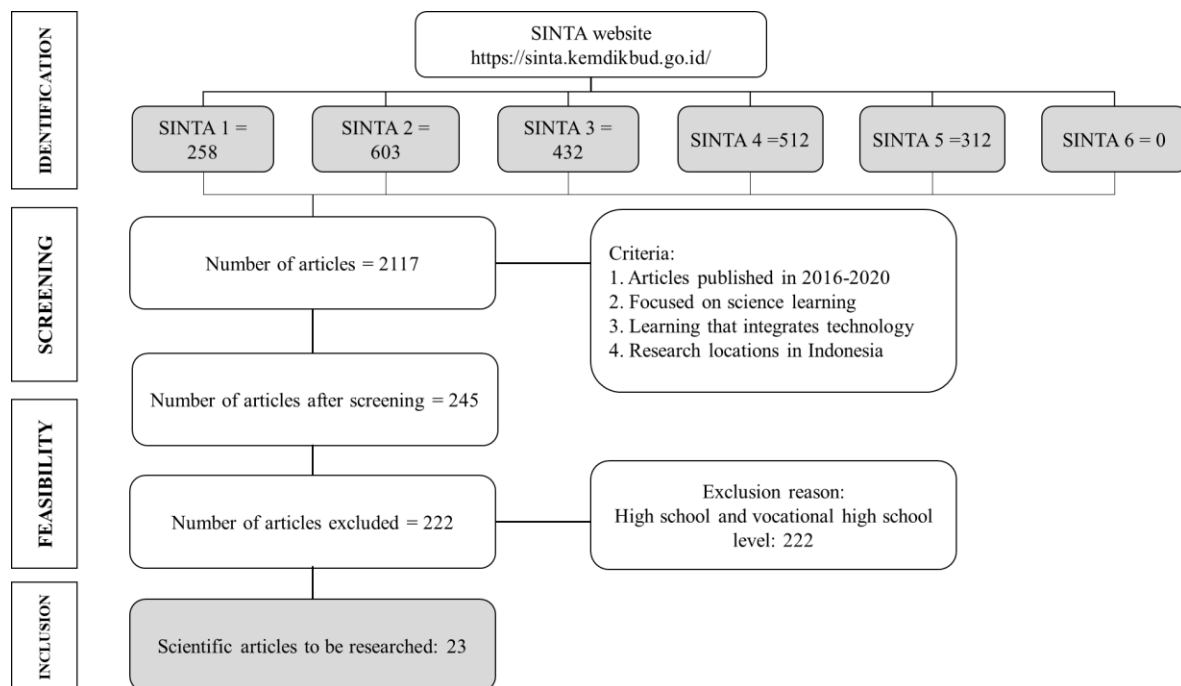 IDENTIFICATION
SINTA website
https://sinta.kemdikbud.go.id/
SINTA 1 =
258
SINTA 2 =
603
SINTA 3 =
432
SINTA 4 =512
SINTA 5 =312
SINTA 6 = 0
SCREENING
Number of articles = 2117
Criteria:
1. Articles published in 2016-2020
2. Focused on science learning
3. Learning that integrates technology
4. Research locations in Indonesia
Number of articles after screening = 245
FEASIBILITY
Number of articles excluded = 222
Exclusion reason:
High school and vocational high school
level: 222
INCLUSION
Scientific articles to be researched: 23